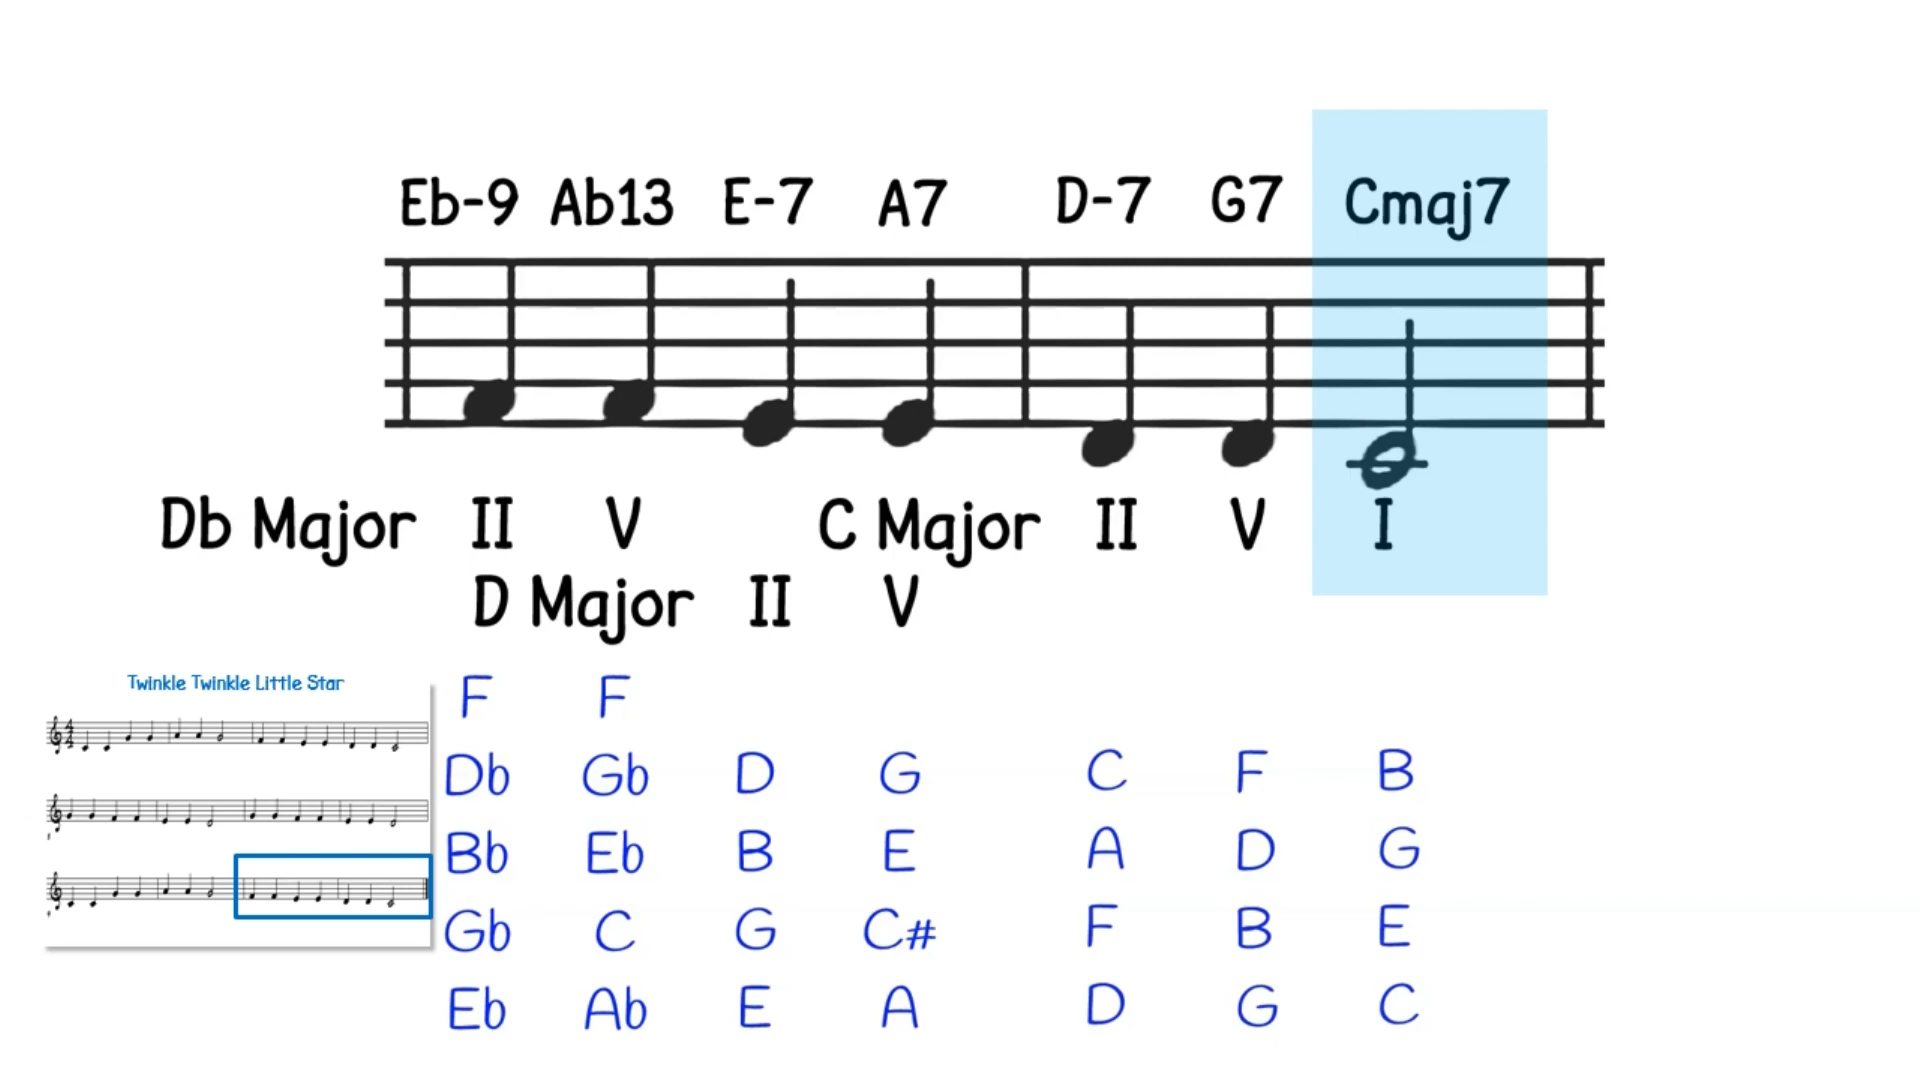 Eb-9 Ab13 E-7 A7 D-7 G7 Cmaj7
Db Major II V C Major II V I
D Major II V
Twinkle Twinkle Little Star
F F
Db Gb D G C F B
Bb Eb B E A D G
Gb C G C# F B E
Eb Ab E A D G C